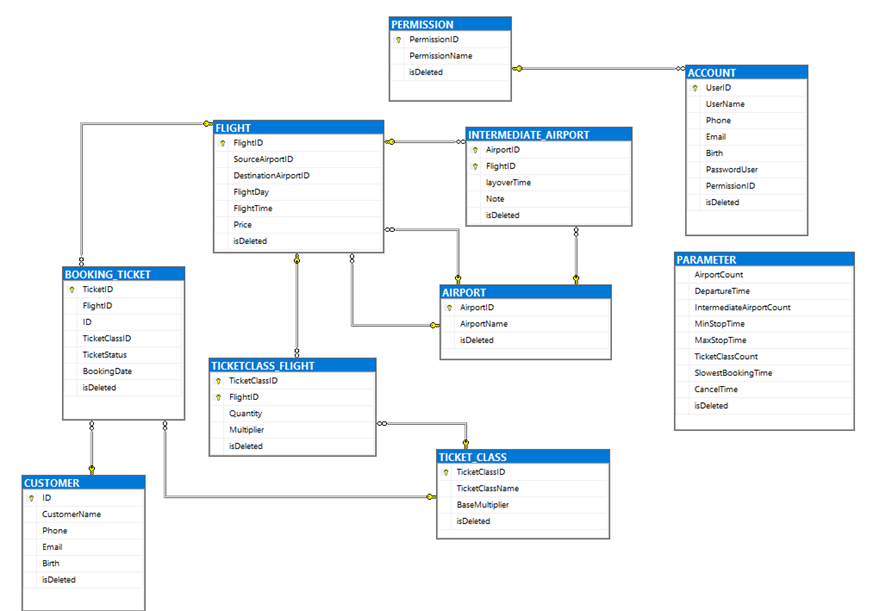 PERMISSION
PermissionID
PermissionName
isDeleted
ACCOUNT
UserID
UserName
Phone
Email
Birth
PasswordUser
PermissionID
isDeleted
FLIGHT
FlightID
SourceAirportID
DestinationAirportID
FlightDay
FlightTime
Price
isDeleted
INTERMEDIATE_AIRPORT
AirportID
FlightID
layoverTime
Note
isDeleted
PARAMETER
AirportCount
DepartureTime
IntermediateAirportCount
MinStopTime
MaxStopTime
TicketClassCount
SlowestBookingTime
CancelTime
isDeleted
BOOKING_TICKET
TicketID
FlightID
ID
TicketClassID
TicketStatus
BookingDate
isDeleted
AIRPORT
AirportID
AirportName
isDeleted
TICKETCLASS_FLIGHT
TicketClassID
FlightID
Quantity
Multiplier
isDeleted
TICKET_CLASS
TicketClassID
TicketClassName
BaseMultiplier
isDeleted
CUSTOMER
ID
CustomerName
Phone
Email
Birth
isDeleted